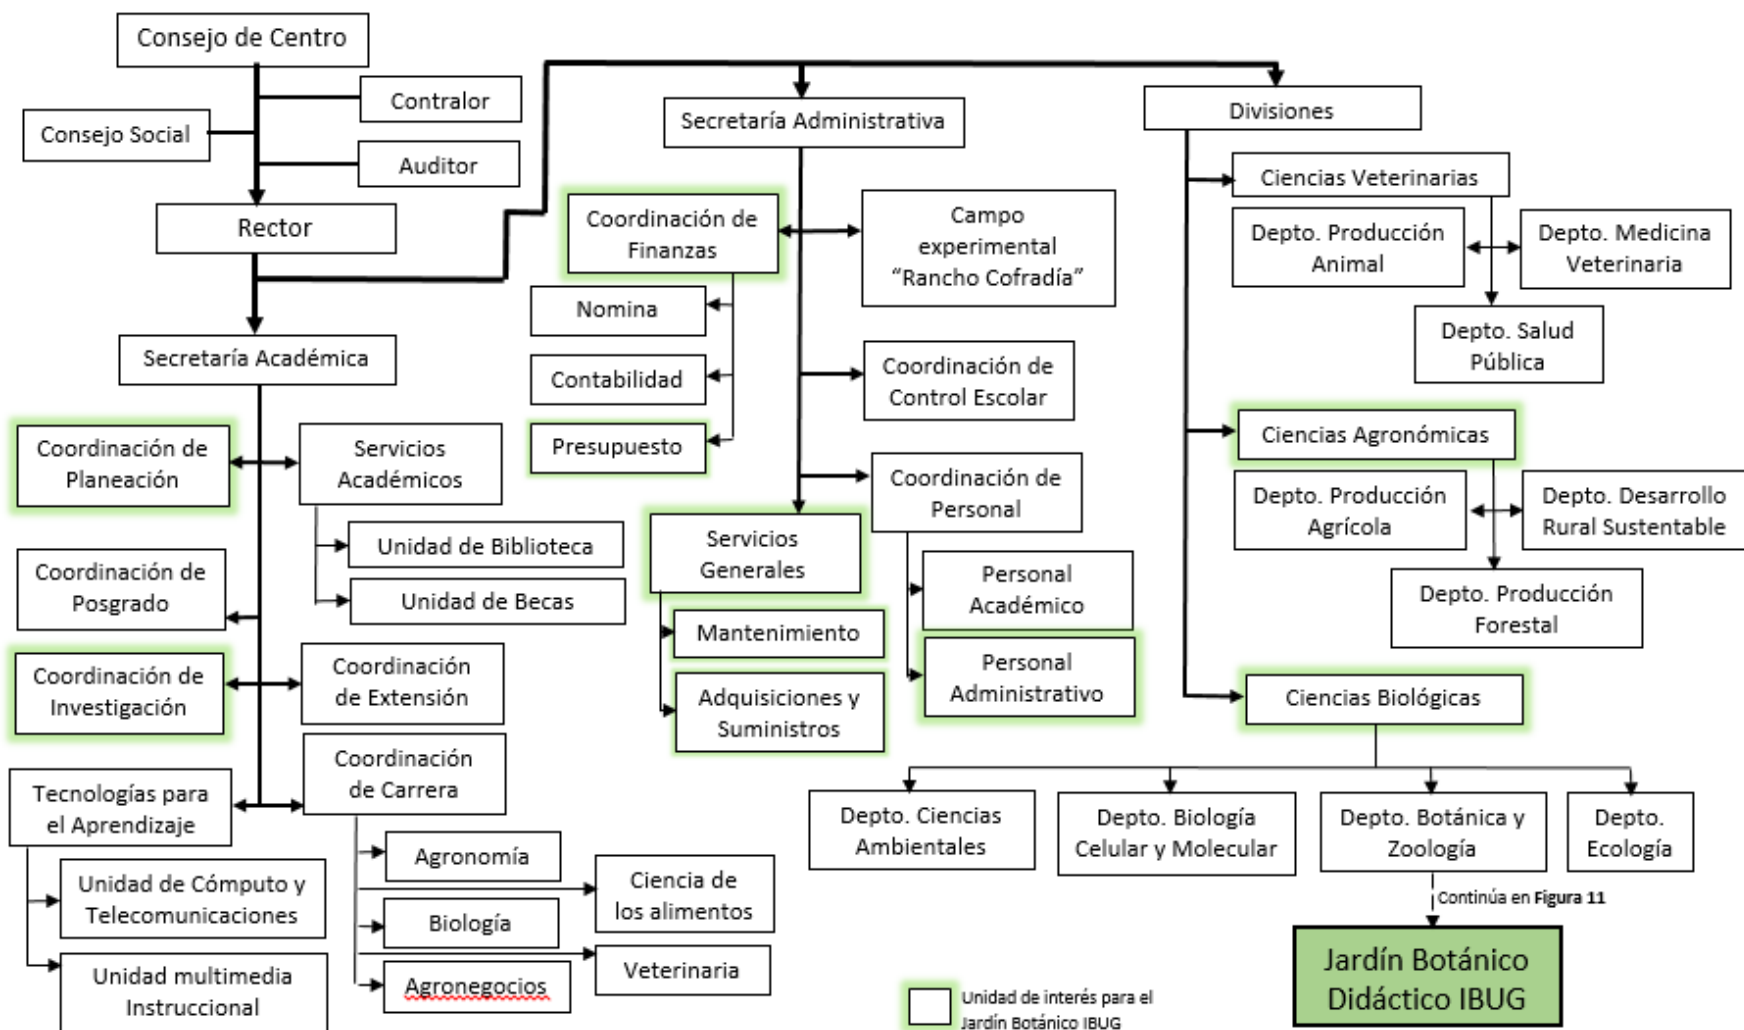 Consejo de Centro
Contralor
Consejo Social
Auditor
Rector
Secretaría Académica
Coordinación de
Planeación
Servicios
Académicos
Unidad de Biblioteca
Unidad de Becas
Coordinación de
Posgrado
Coordinación de
Investigación
Coordinación
de Extensión
Tecnologías para
el Aprendizaje
Coordinación
de Carrera
Unidad de Cómputo y
Telecomunicaciones
Unidad multimedia
Instruccional
Agronomía
Ciencia de
los alimentos
Biología
Veterinaria
Agronegocios
Secretaría Administrativa
Coordinación de
Finanzas
Campo
experimental
“Rancho Cofradía”
Nomina
Contabilidad
Presupuesto
Coordinación de
Control Escolar
Coordinación de
Personal
Servicios
Generales
Personal
Académico
Mantenimiento
Personal
Administrativo
Adquisiciones y
Suministros
Divisiones
Ciencias Veterinarias
Depto. Producción
Animal
Depto. Medicina
Veterinaria
Depto. Salud
Pública
Ciencias Agronómicas
Depto. Producción
Agrícola
Depto. Desarrollo
Rural Sustentable
Depto. Producción
Forestal
Ciencias Biológicas
Depto. Ciencias
Ambientales
Depto. Biología
Celular y Molecular
Depto. Botánica y
Zoología
Depto.
Ecología
Continúa en Figura 11
Jardín Botánico
Didáctico IBUG
Unidad de interés para el
Jardín Botánico IBUG